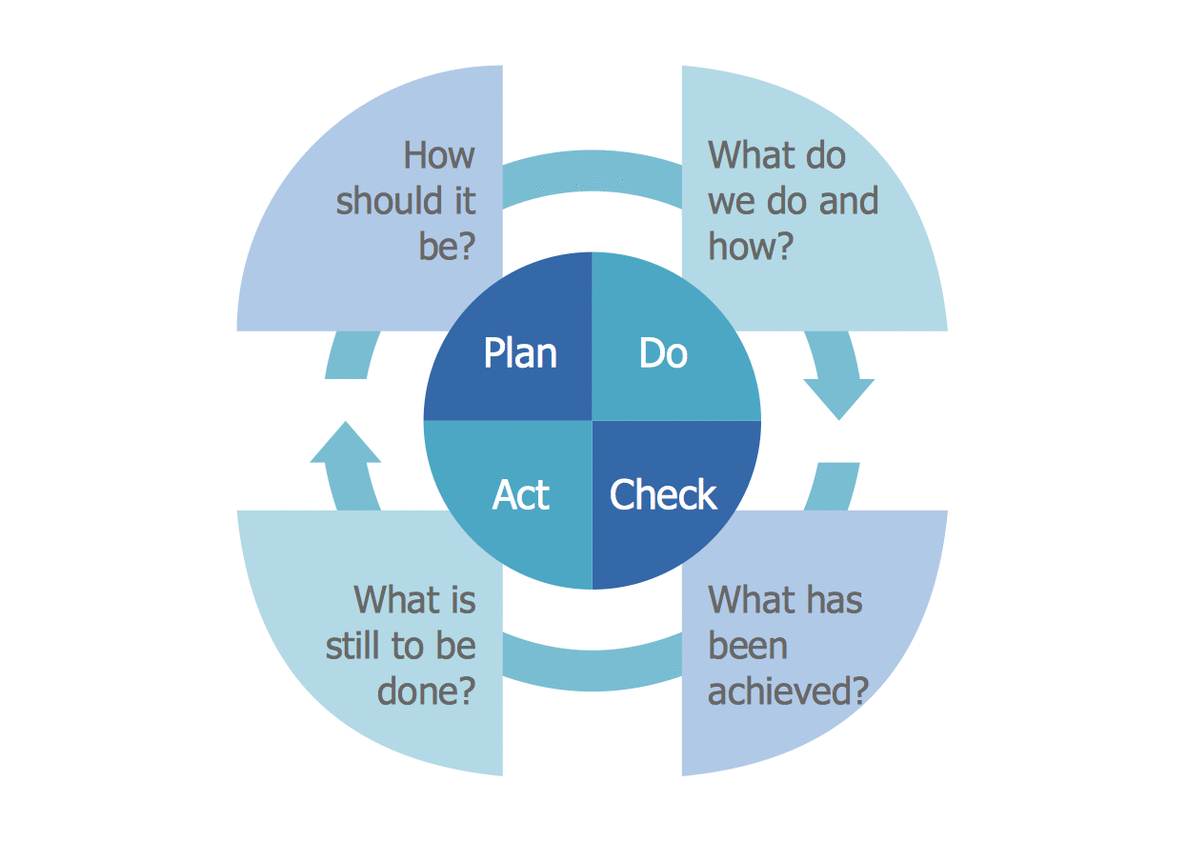 How
should it
be?
What do
we do and
how?
Plan
Do
Act
Check
What is
still to be
done?
What has
been
achieved?